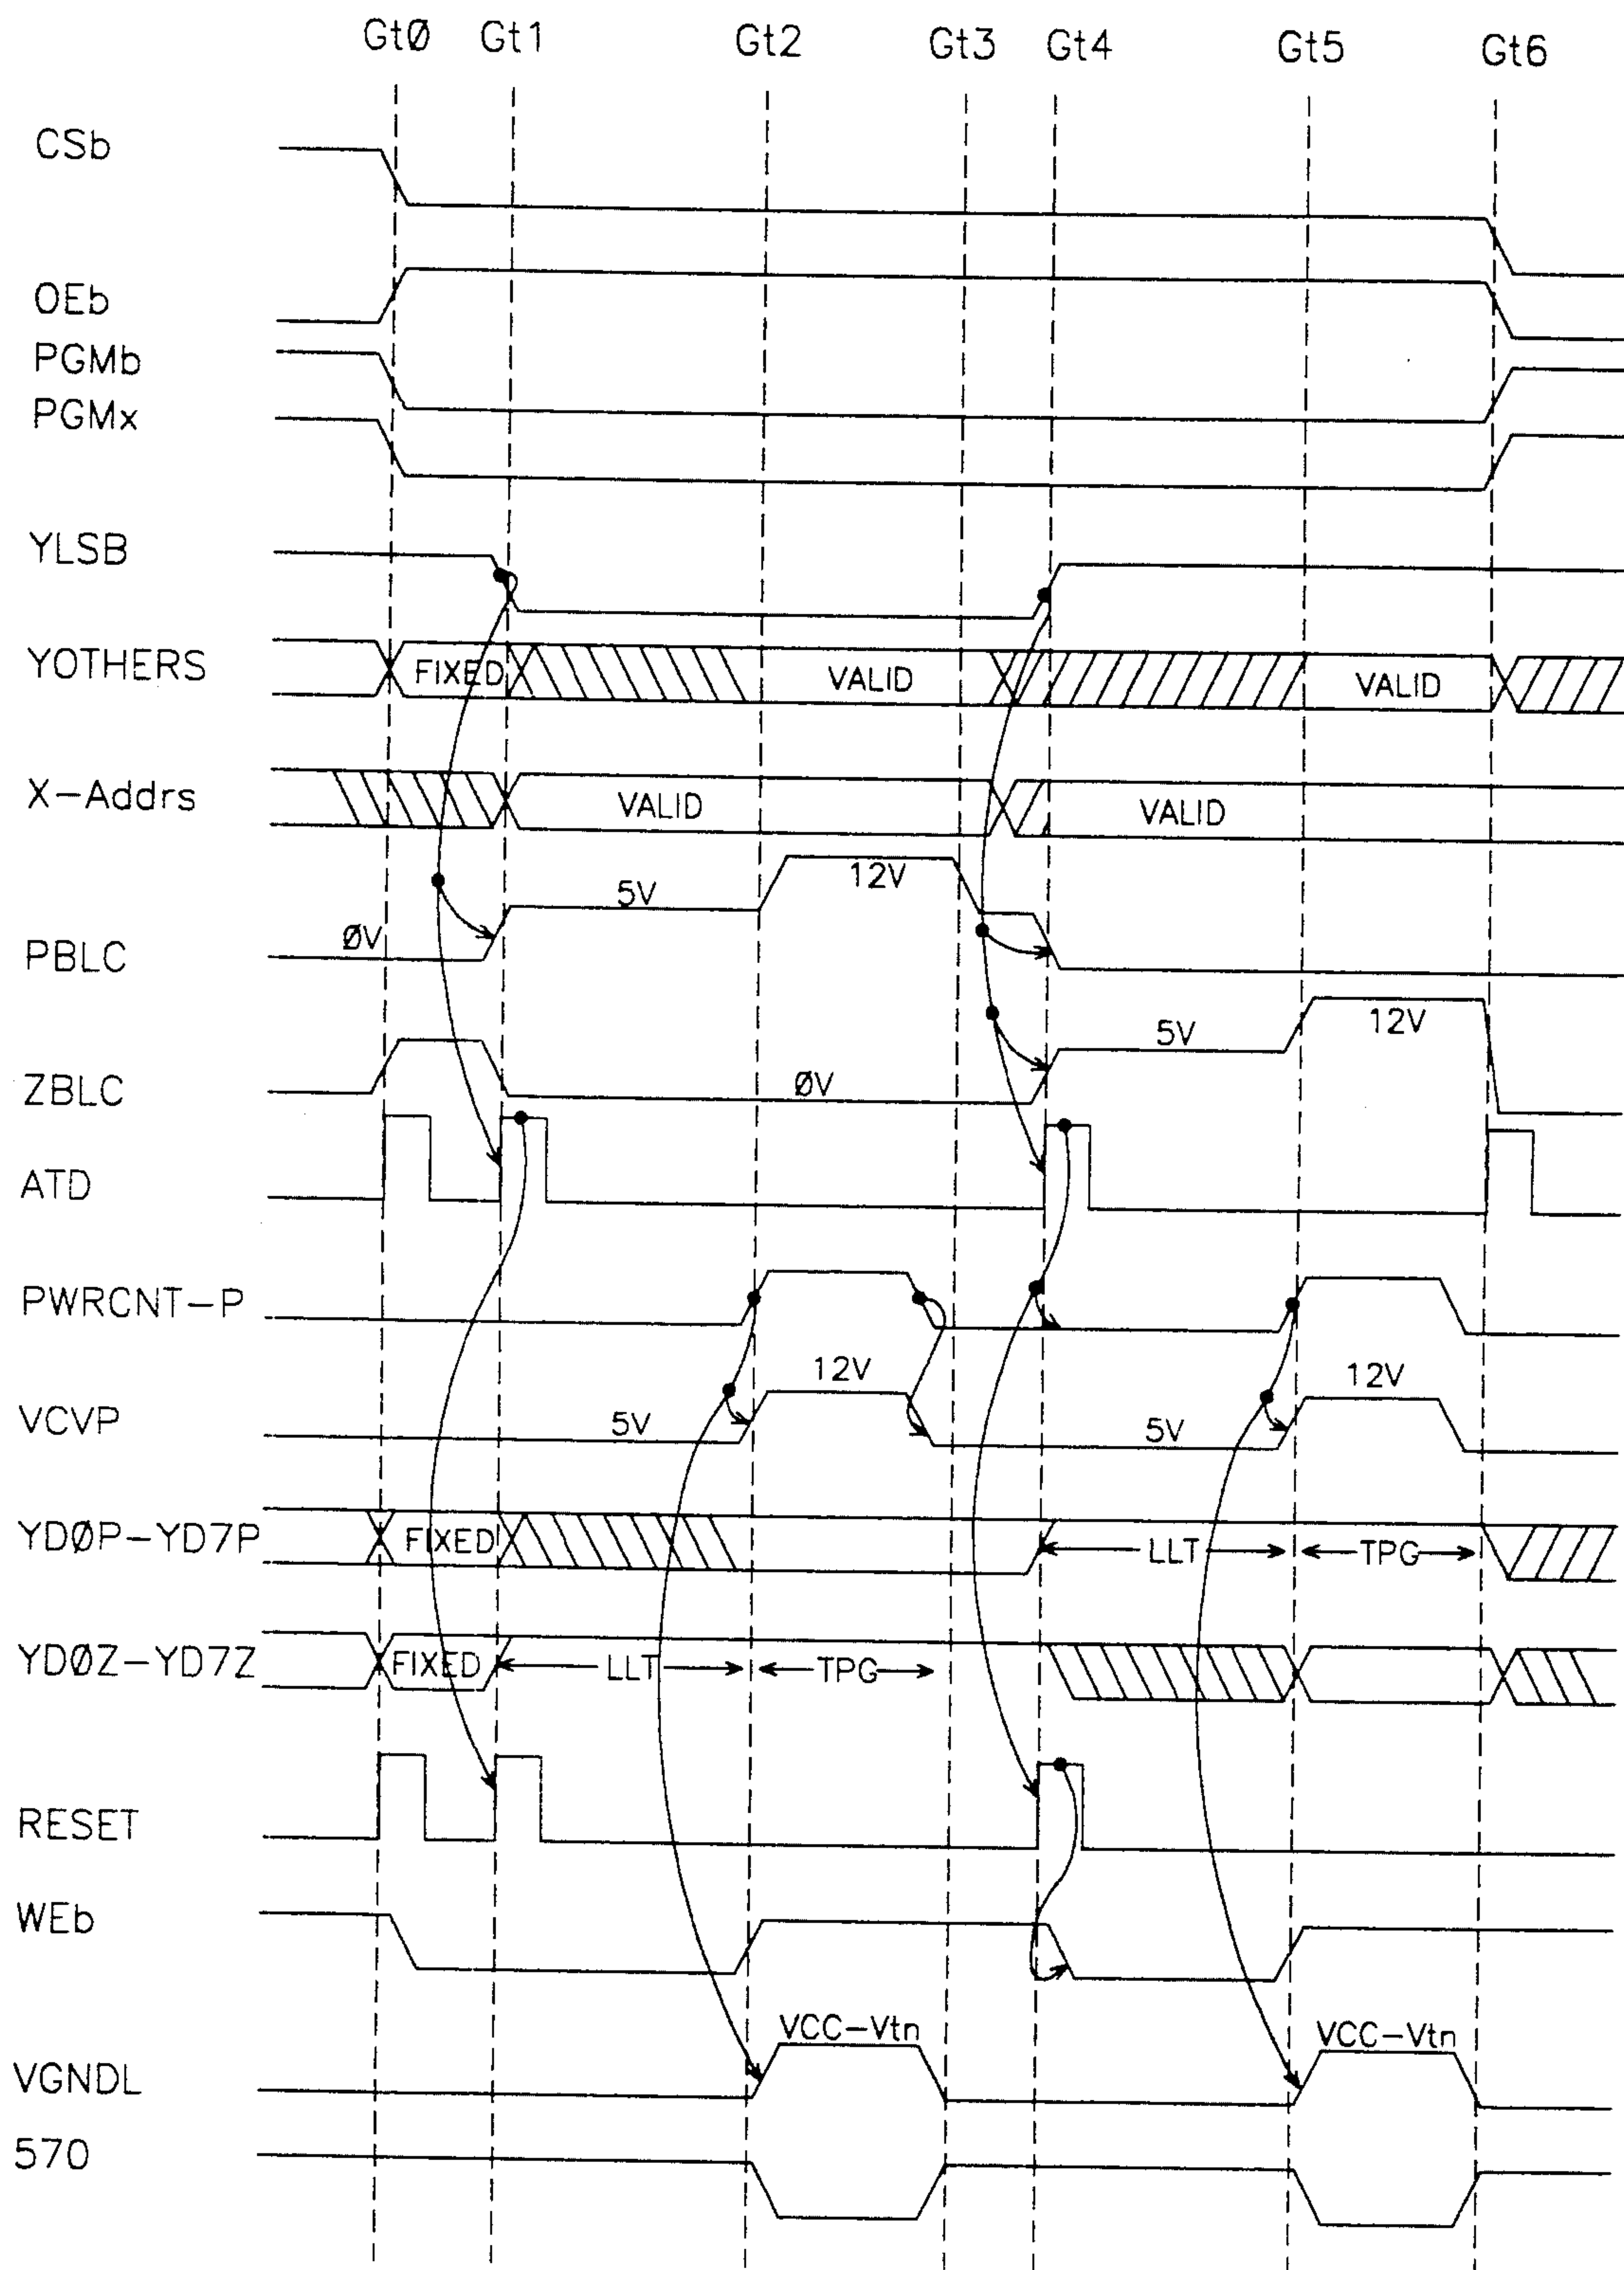 GtØ Gt1 Gt2 Gt3 Gt4 Gt5 Gt6
CSb
OEb
PGMb
PGMx
YLSB
YOTHERS FIXED VALID VALID
X-Addrs VALID VALID
PBLC ØV 5V 12V
ZBLC ØV 5V 12V
ATD
PWRCNT-P
VCVP 5V 12V 5V 12V
YDØP-YD7P FIXED LLT TPG
YDØZ-YD7Z FIXED LLT TPG
RESET
WEb
VGNDL VCC-Vtn VCC-Vtn
570